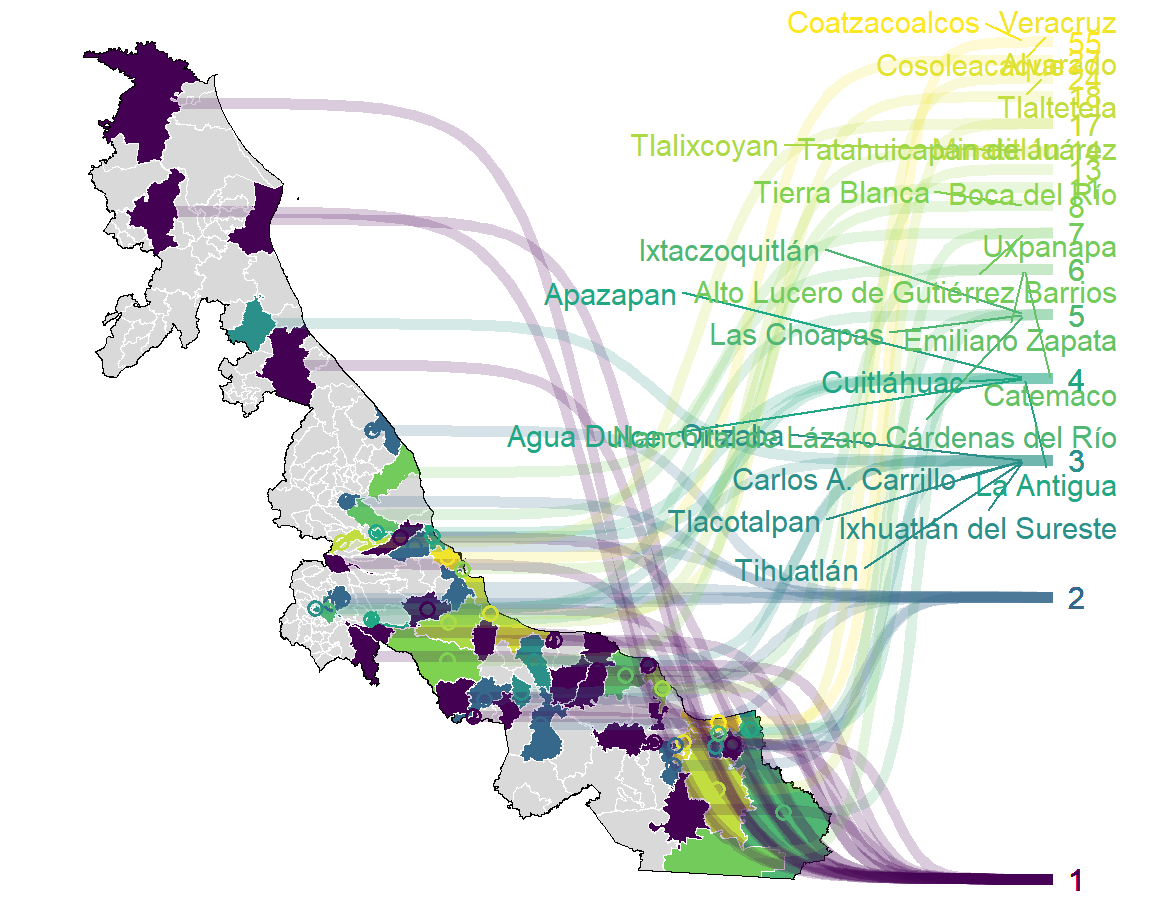 Coatzacoalcos Veracruz
55
Cosoleacaque Alvarado
27
24
18
Tlaltetela
17
Tlalixcoyan Tatahuicapan de Juárez Minatitlán
14
13
Tierra Blanca Boca del Río
11
8
7
Ixtaczoquitlán Uxpanapa
6
Apazapan Alto Lucero de Gutiérrez Barrios
5
Las Choapas Emiliano Zapata
Cuitláhuac 4
Catemaco
Agua Dulce Orizaba Nanchital de Lázaro Cárdenas del Río
3
Carlos A. Carrillo La Antigua
Tlacotalpan Ixhuatlán del Sureste
Tihuatlán
2
1